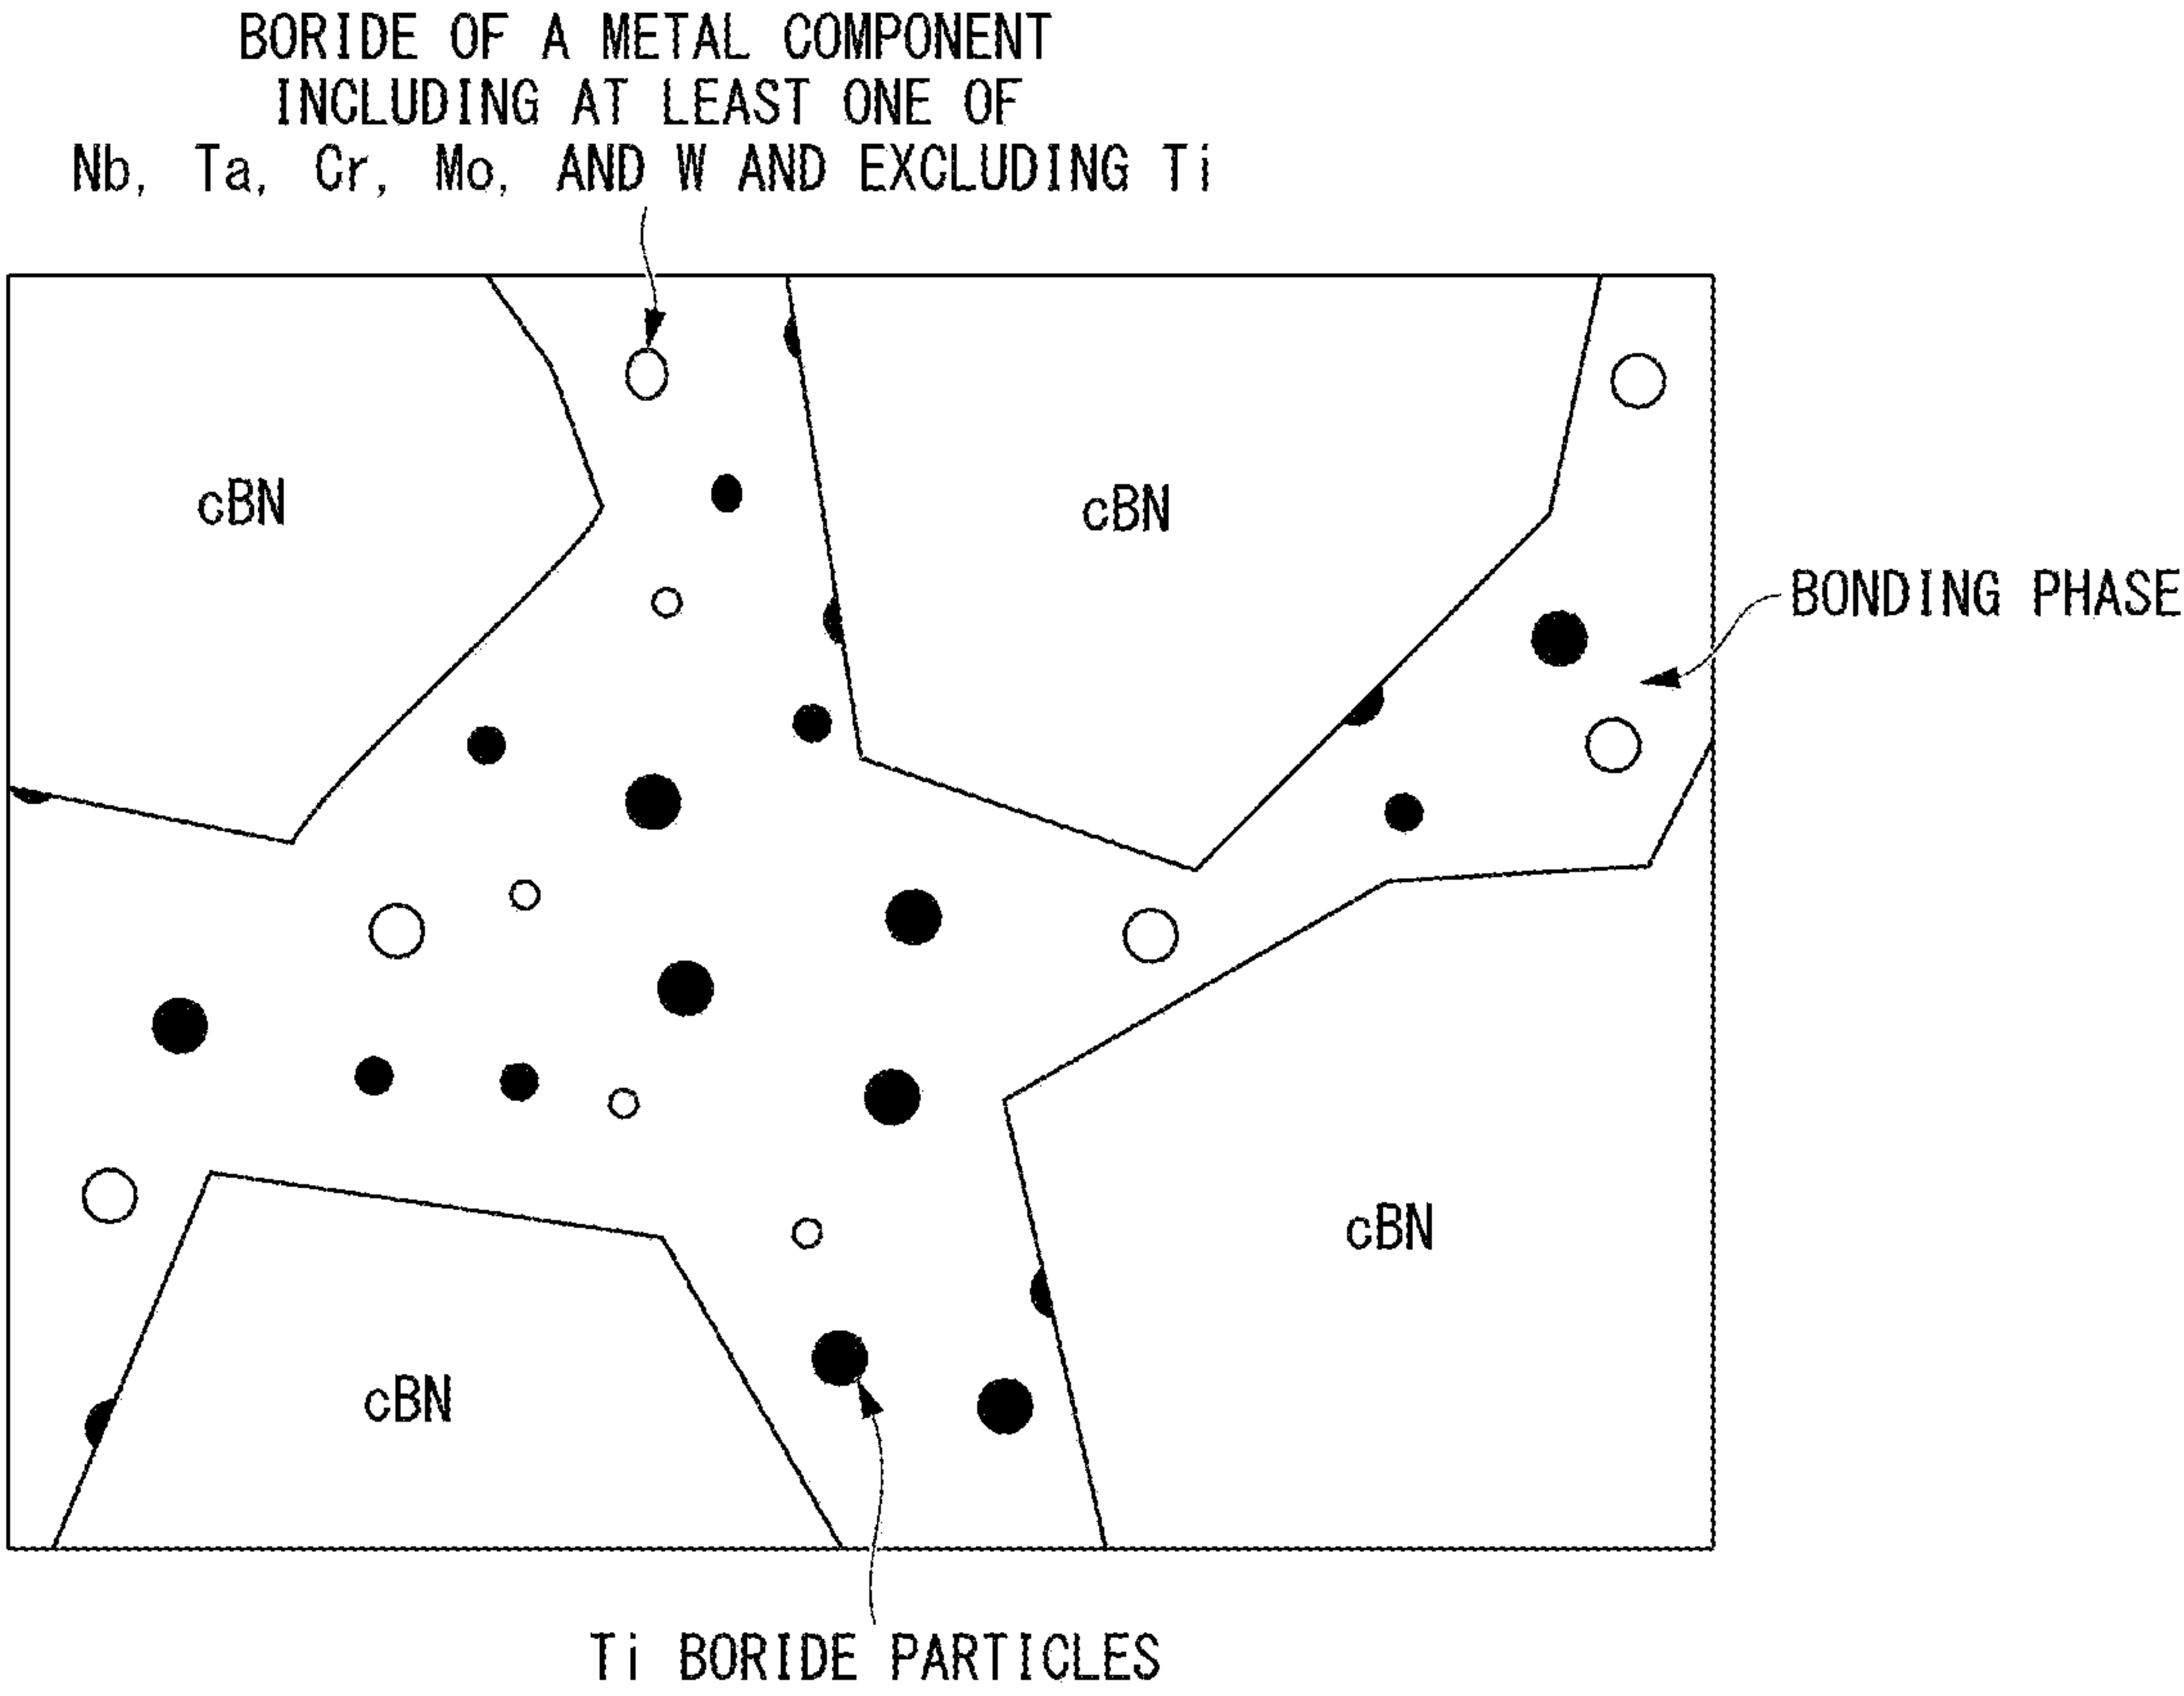 BORIDE OF A METAL COMPONENT
INCLUDING AT LEAST ONE OF
Nb, Ta, Cr, Mo, AND W AND EXCLUDING Ti
cBN
cBN
BONDING PHASE
cBN
cBN
Ti BORIDE PARTICLES